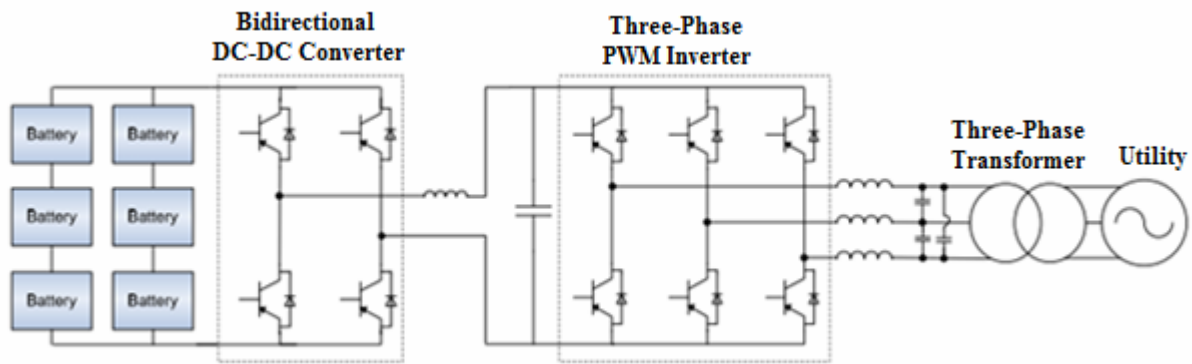 Bidirectional
DC-DC Converter
Three-Phase
PWM Inverter
Three-Phase
Transformer
Utility
Battery
Battery
Battery
Battery
Battery
Battery